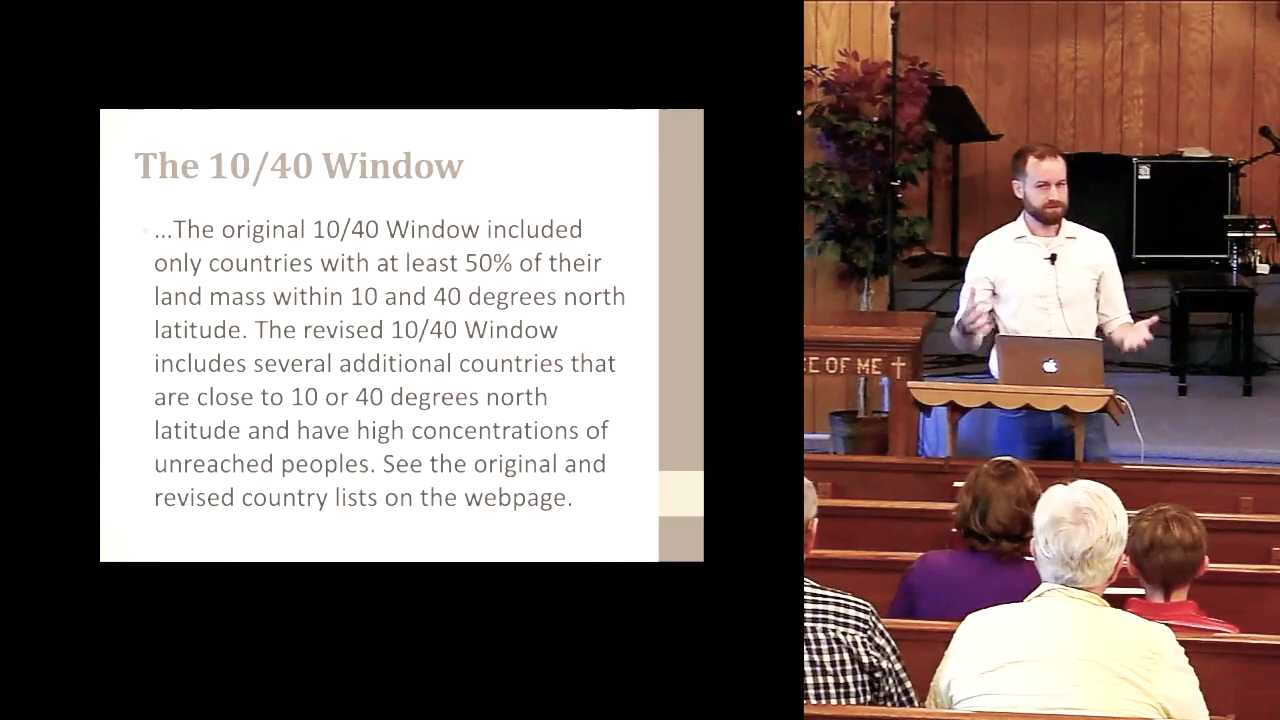 The 10/40 Window
...The original 10/40 Window included
only countries with at least 50% of their
land mass within 10 and 40 degrees north
latitude. The revised 10/40 Window
includes several additional countries that
are close to 10 or 40 degrees north
latitude and have high concentrations of
unreached peoples. See the original and
revised country lists on the webpage.
OF ME